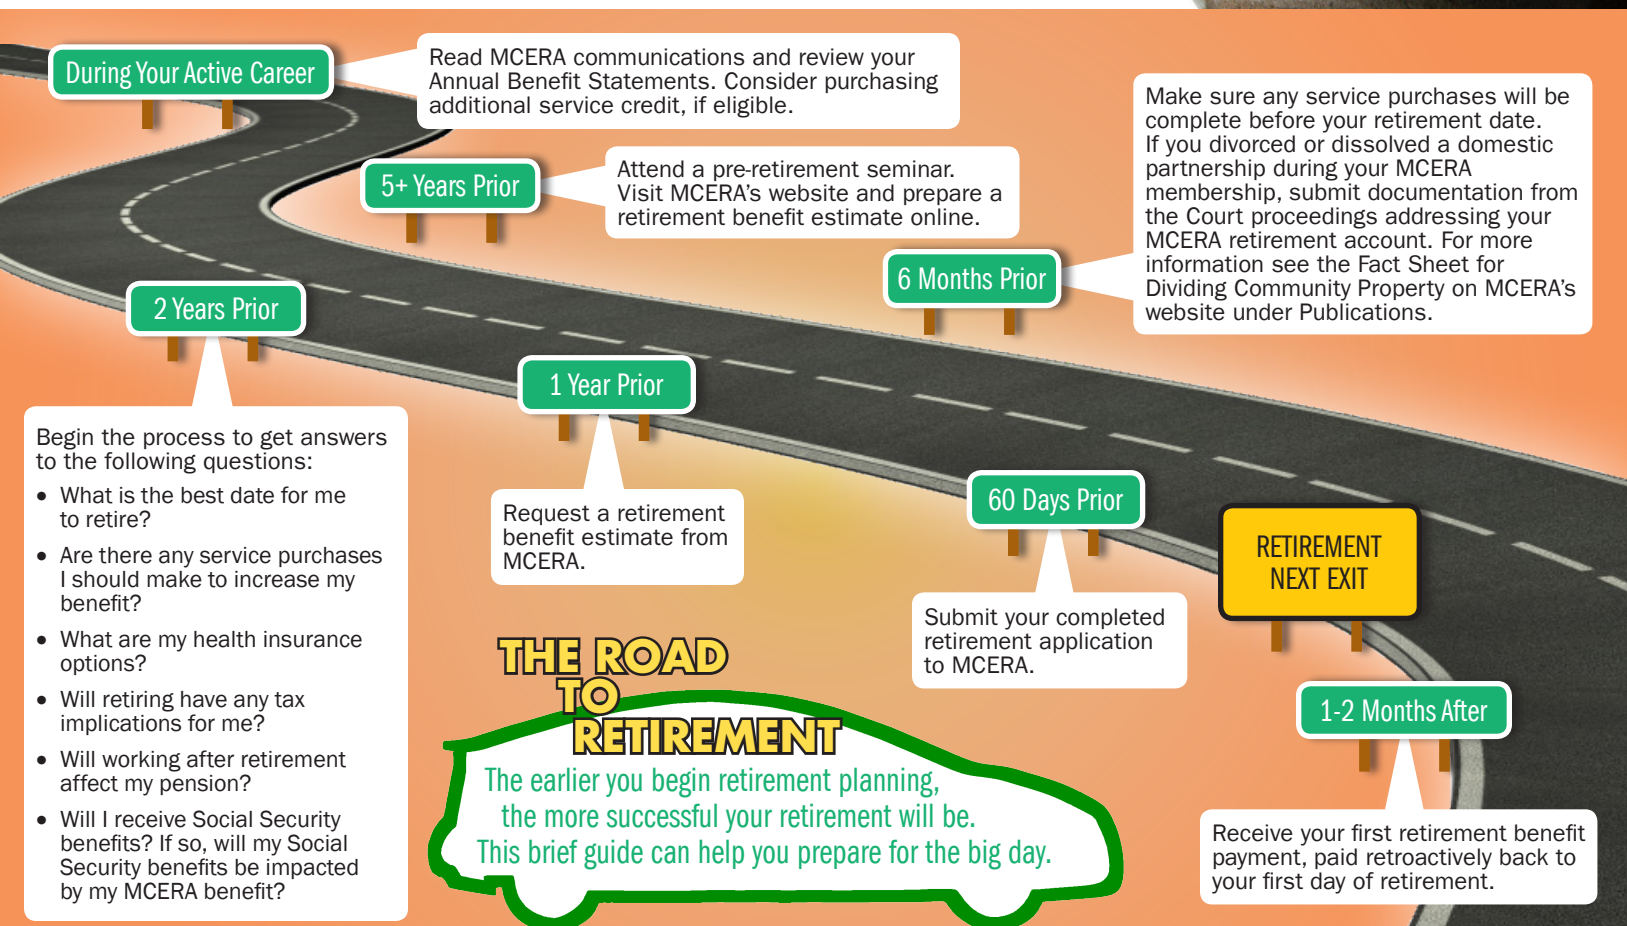 During Your Active Career
Read MCERA communications and review your
Annual Benefit Statements. Consider purchasing
additional service credit, if eligible.
5+ Years Prior
Attend a pre-retirement seminar.
Visit MCERA's website and prepare a
retirement benefit estimate online.
2 Years Prior
Begin the process to get answers
to the following questions:
• What is the best date for me
to retire?
• Are there any service purchases
I should make to increase my
benefit?
• What are my health insurance
options?
• Will retiring have any tax
implications for me?
• Will working after retirement
affect my pension?
• Will I receive Social Security
benefits? If so, will my Social
Security benefits be impacted
by my MCERA benefit?
1 Year Prior
Request a retirement
benefit estimate from
MCERA.
6 Months Prior
Make sure any service purchases will be
complete before your retirement date.
If you divorced or dissolved a domestic
partnership during your MCERA
membership, submit documentation from
the Court proceedings addressing your
MCERA retirement account. For more
information see the Fact Sheet for
Dividing Community Property on MCERA's
website under Publications.
60 Days Prior
Submit your completed
retirement application
to MCERA.
RETIREMENT
NEXT EXIT
1-2 Months After
Receive your first retirement benefit
payment, paid retroactively back to
your first day of retirement.
THE ROAD
TO
RETIREMENT
The earlier you begin retirement planning,
the more successful your retirement will be.
This brief guide can help you prepare for the big day.